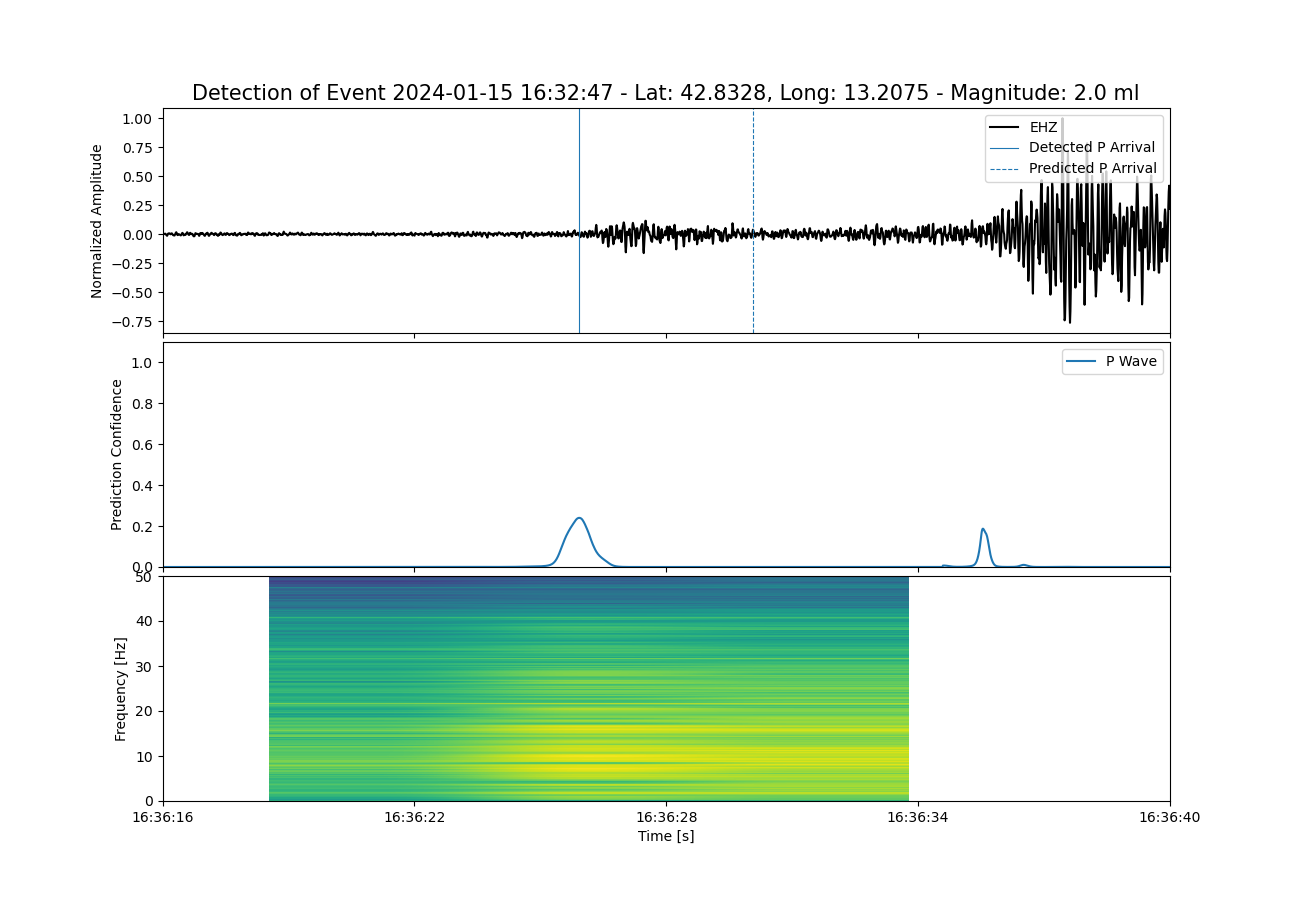 Detection of Event 2024-01-15 16:32:47 - Lat: 42.8328, Long: 13.2075 - Magnitude: 2.0 ml
Normalized Amplitude
1.00
0.75
0.50
0.25
0.00
−0.25
−0.50
−0.75
EHZ
Detected P Arrival
Predicted P Arrival
Prediction Confidence
1.0
0.8
0.6
0.4
0.2
0.0
P Wave
Frequency [Hz]
50
40
30
20
10
0
16:36:16 16:36:22 16:36:28 16:36:34 16:36:40
Time [s]